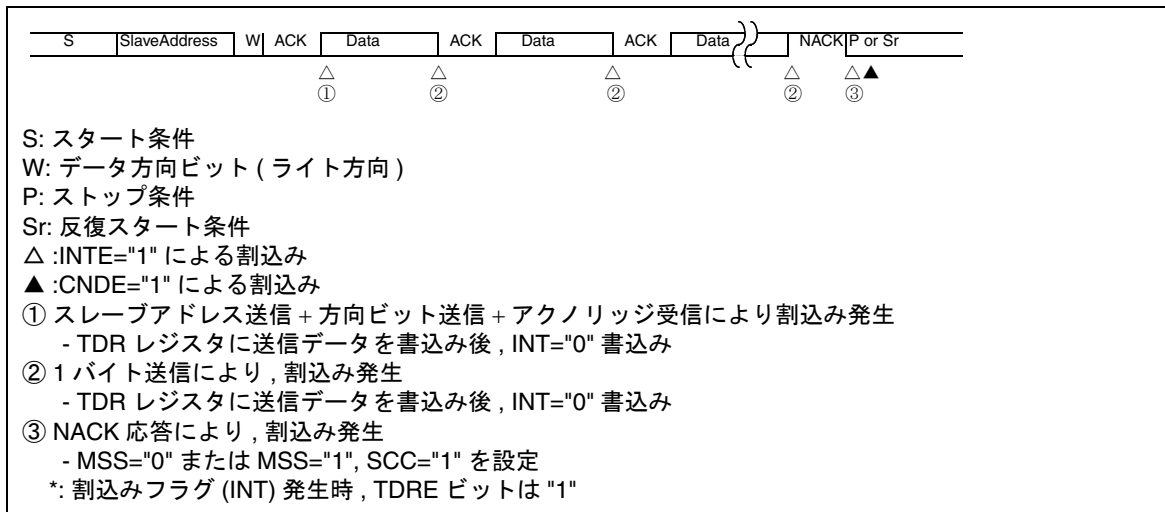 S SlaveAddress W ACK Data ACK Data ACK Data NACK P or Sr
△ △ △ △ △▲
① ② ② ② ③
S: スタート条件
W: データ方向ビット ( ライト方向 )
P: ストップ条件
Sr: 反復スタート条件
△ :INTE="1" による割込み
▲ :CNDE="1" による割込み
① スレーブアドレス送信 + 方向ビット送信 + アクノリッジ受信により割込み発生
- TDR レジスタに送信データを書込み後 , INT="0" 書込み
② 1 バイト送信により , 割込み発生
- TDR レジスタに送信データを書込み後 , INT="0" 書込み
③ NACK 応答により , 割込み発生
- MSS="0" または MSS="1", SCC="1" を設定
*: 割込みフラグ (INT) 発生時 , TDRE ビットは "1"